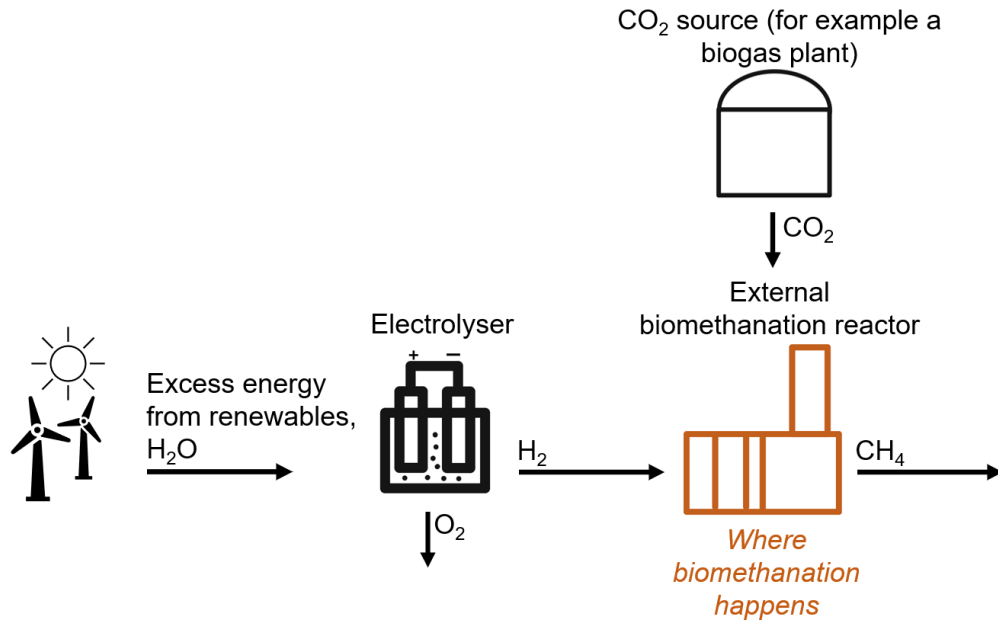 CO₂ source (for example a
biogas plant)
CO₂
External
biomethanation reactor
Electrolyser
+ −
Excess energy
from renewables,
H₂O
H₂
CH₄
O₂
Where
biomethanation
happens